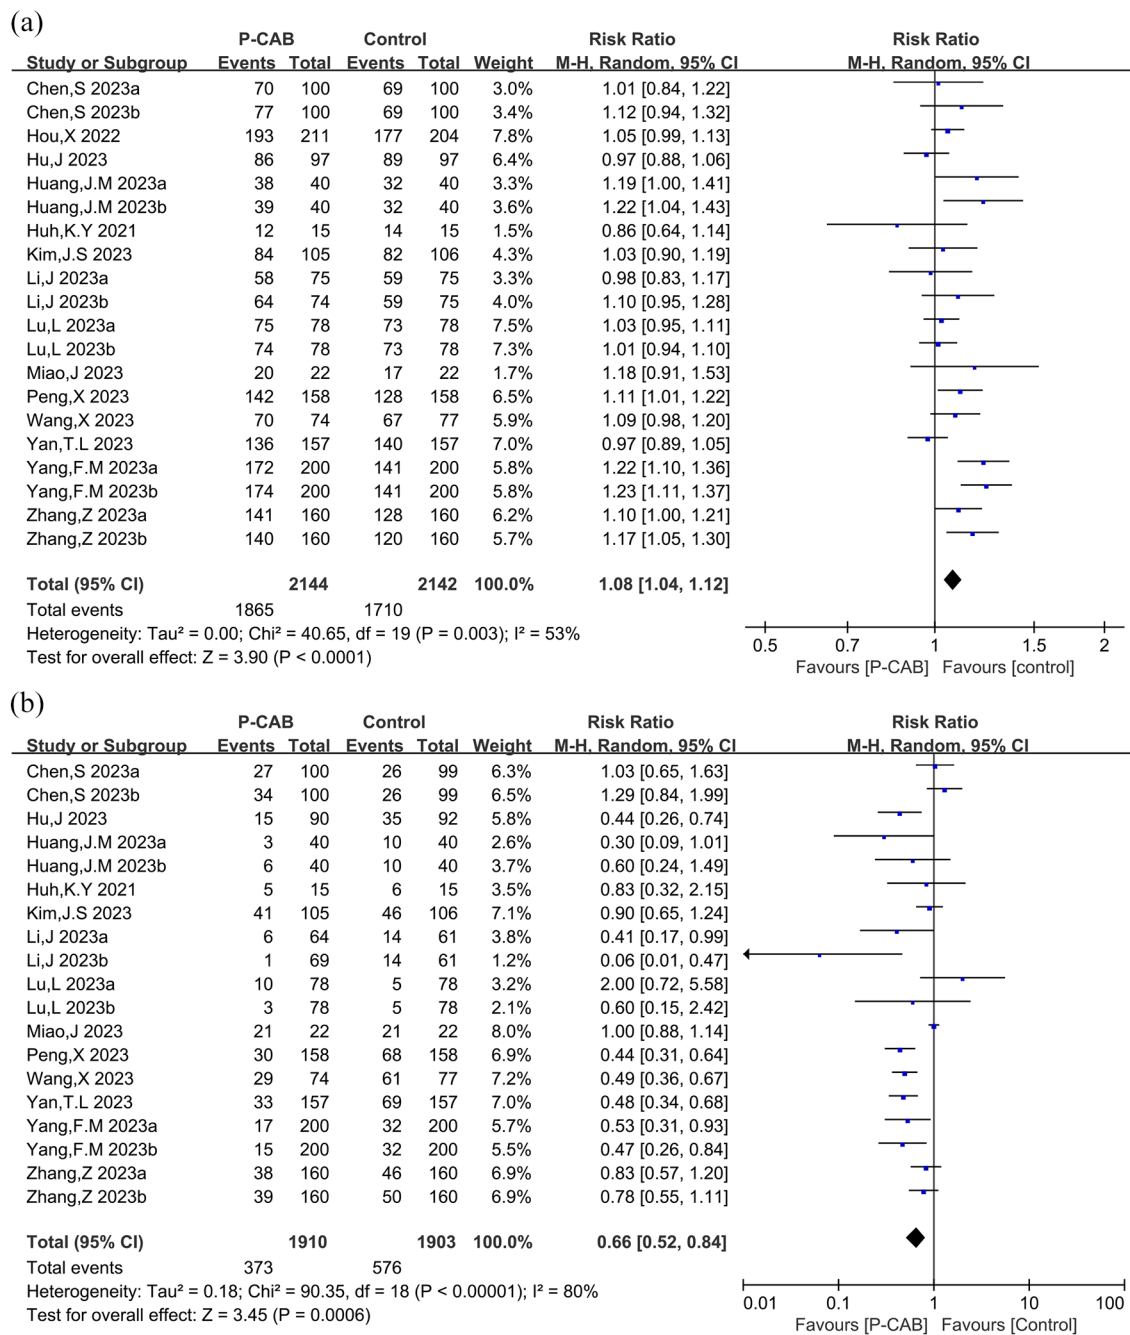 (a)
P-CAB Control Risk Ratio Risk Ratio
Study or Subgroup Events Total Events Total Weight M-H, Random, 95% CI M-H, Random, 95% CI
Chen,S 2023a 70 100 69 100 3.0% 1.01 [0.84, 1.22]
Chen,S 2023b 77 100 69 100 3.4% 1.12 [0.94, 1.32]
Hou,X 2022 193 211 177 204 7.8% 1.05 [0.99, 1.13]
Hu,J 2023 86 97 89 97 6.4% 0.97 [0.88, 1.06]
Huang,J.M 2023a 38 40 32 40 3.3% 1.19 [1.00, 1.41]
Huang,J.M 2023b 39 40 32 40 3.6% 1.22 [1.04, 1.43]
Huh,K.Y 2021 12 15 14 15 1.5% 0.86 [0.64, 1.14]
Kim,J.S 2023 84 105 82 106 4.3% 1.03 [0.90, 1.19]
Li,J 2023a 58 75 59 75 3.3% 0.98 [0.83, 1.17]
Li,J 2023b 64 74 59 75 4.0% 1.10 [0.95, 1.28]
Lu,L 2023a 75 78 73 78 7.5% 1.03 [0.95, 1.11]
Lu,L 2023b 74 78 73 78 7.3% 1.01 [0.94, 1.10]
Miao,J 2023 20 22 17 22 1.7% 1.18 [0.91, 1.53]
Peng,X 2023 142 158 128 158 6.5% 1.11 [1.01, 1.22]
Wang,X 2023 70 74 67 77 5.9% 1.09 [0.98, 1.20]
Yan,T.L 2023 136 157 140 157 7.0% 0.97 [0.89, 1.05]
Yang,F.M 2023a 172 200 141 200 5.8% 1.22 [1.10, 1.36]
Yang,F.M 2023b 174 200 141 200 5.8% 1.23 [1.11, 1.37]
Zhang,Z 2023a 141 160 128 160 6.2% 1.10 [1.00, 1.21]
Zhang,Z 2023b 140 160 120 160 5.7% 1.17 [1.05, 1.30]
Total (95% CI) 2144 2142 100.0% 1.08 [1.04, 1.12]
Total events 1865 1710
Heterogeneity: Tau² = 0.00; Chi² = 40.65, df = 19 (P = 0.003); I² = 53%
Test for overall effect: Z = 3.90 (P < 0.0001)
0.5 0.7 1 1.5 2
Favours [P-CAB] Favours [control]
(b)
P-CAB Control Risk Ratio Risk Ratio
Study or Subgroup Events Total Events Total Weight M-H, Random, 95% CI M-H, Random, 95% CI
Chen,S 2023a 27 100 26 99 6.3% 1.03 [0.65, 1.63]
Chen,S 2023b 34 100 26 99 6.5% 1.29 [0.84, 1.99]
Hu,J 2023 15 90 35 92 5.8% 0.44 [0.26, 0.74]
Huang,J.M 2023a 3 40 10 40 2.6% 0.30 [0.09, 1.01]
Huang,J.M 2023b 6 40 10 40 3.7% 0.60 [0.24, 1.49]
Huh,K.Y 2021 5 15 6 15 3.5% 0.83 [0.32, 2.15]
Kim,J.S 2023 41 105 46 106 7.1% 0.90 [0.65, 1.24]
Li,J 2023a 6 64 14 61 3.8% 0.41 [0.17, 0.99]
Li,J 2023b 1 69 14 61 1.2% 0.06 [0.01, 0.47]
Lu,L 2023a 10 78 5 78 3.2% 2.00 [0.72, 5.58]
Lu,L 2023b 3 78 5 78 2.1% 0.60 [0.15, 2.42]
Miao,J 2023 21 22 21 22 8.0% 1.00 [0.88, 1.14]
Peng,X 2023 30 158 68 158 6.9% 0.44 [0.31, 0.64]
Wang,X 2023 29 74 61 77 7.2% 0.49 [0.36, 0.67]
Yan,T.L 2023 33 157 69 157 7.0% 0.48 [0.34, 0.68]
Yang,F.M 2023a 17 200 32 200 5.7% 0.53 [0.31, 0.93]
Yang,F.M 2023b 15 200 32 200 5.5% 0.47 [0.26, 0.84]
Zhang,Z 2023a 38 160 46 160 6.9% 0.83 [0.57, 1.20]
Zhang,Z 2023b 39 160 50 160 6.9% 0.78 [0.55, 1.11]
Total (95% CI) 1910 1903 100.0% 0.66 [0.52, 0.84]
Total events 373 576
Heterogeneity: Tau² = 0.18; Chi² = 90.35, df = 18 (P < 0.00001); I² = 80%
Test for overall effect: Z = 3.45 (P = 0.0006)
0.01 0.1 1 10 100
Favours [P-CAB] Favours [Control]